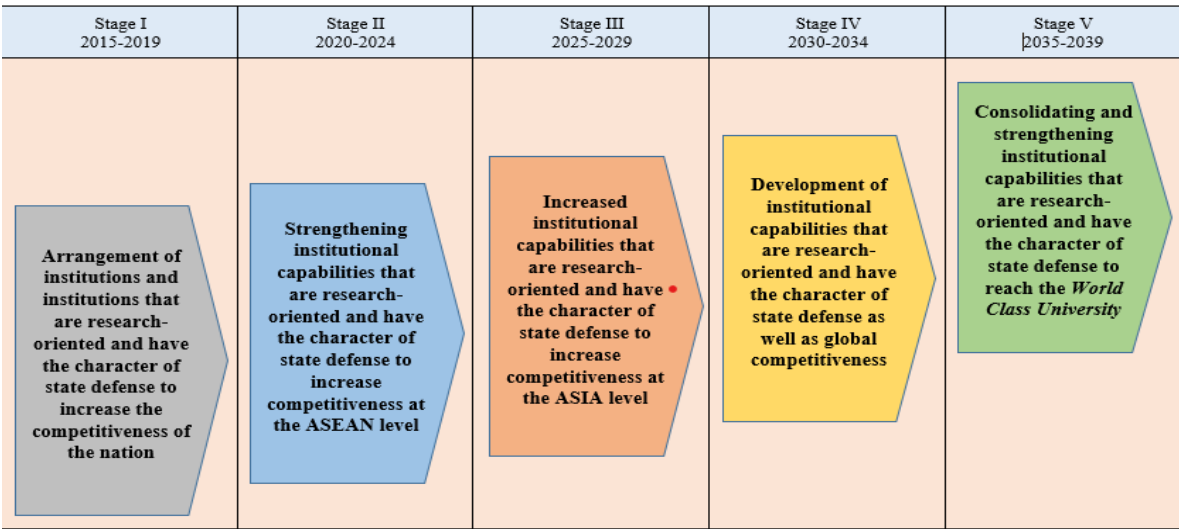 Stage I
2015-2019
Stage II
2020-2024
Stage III
2025-2029
Stage IV
2030-2034
Stage V
2035-2039
Arrangement of
institutions and
institutions that
are research-
oriented and have
the character of
state defense to
increase the
competitiveness of
the nation
Strengthening
institutional
capabilities that
are research-
oriented and have
the character of
state defense to
increase
competitiveness at
the ASEAN level
Increased
institutional
capabilities that
are research-
oriented and have
the character of
state defense to
increase
competitiveness at
the ASIA level
Development of
institutional
capabilities that
are research-
oriented and have
the character of
state defense as
well as global
competitiveness
Consolidating and
strengthening
institutional
capabilities that
are research-
oriented and have
the character of
state defense to
reach the World
Class University